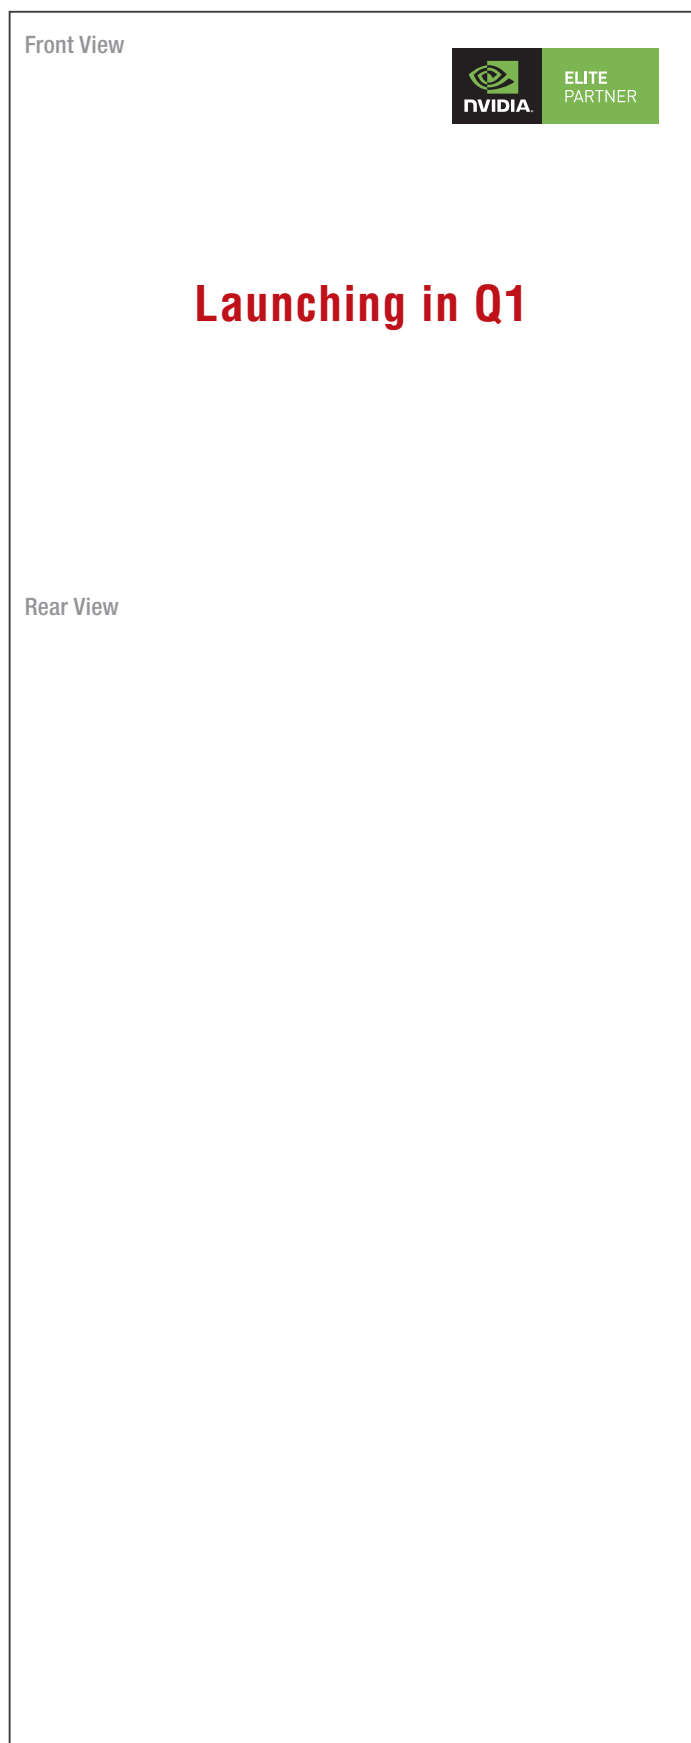 Front View
NVIDIA.
ELITE
PARTNER
Launching in Q1
Rear View